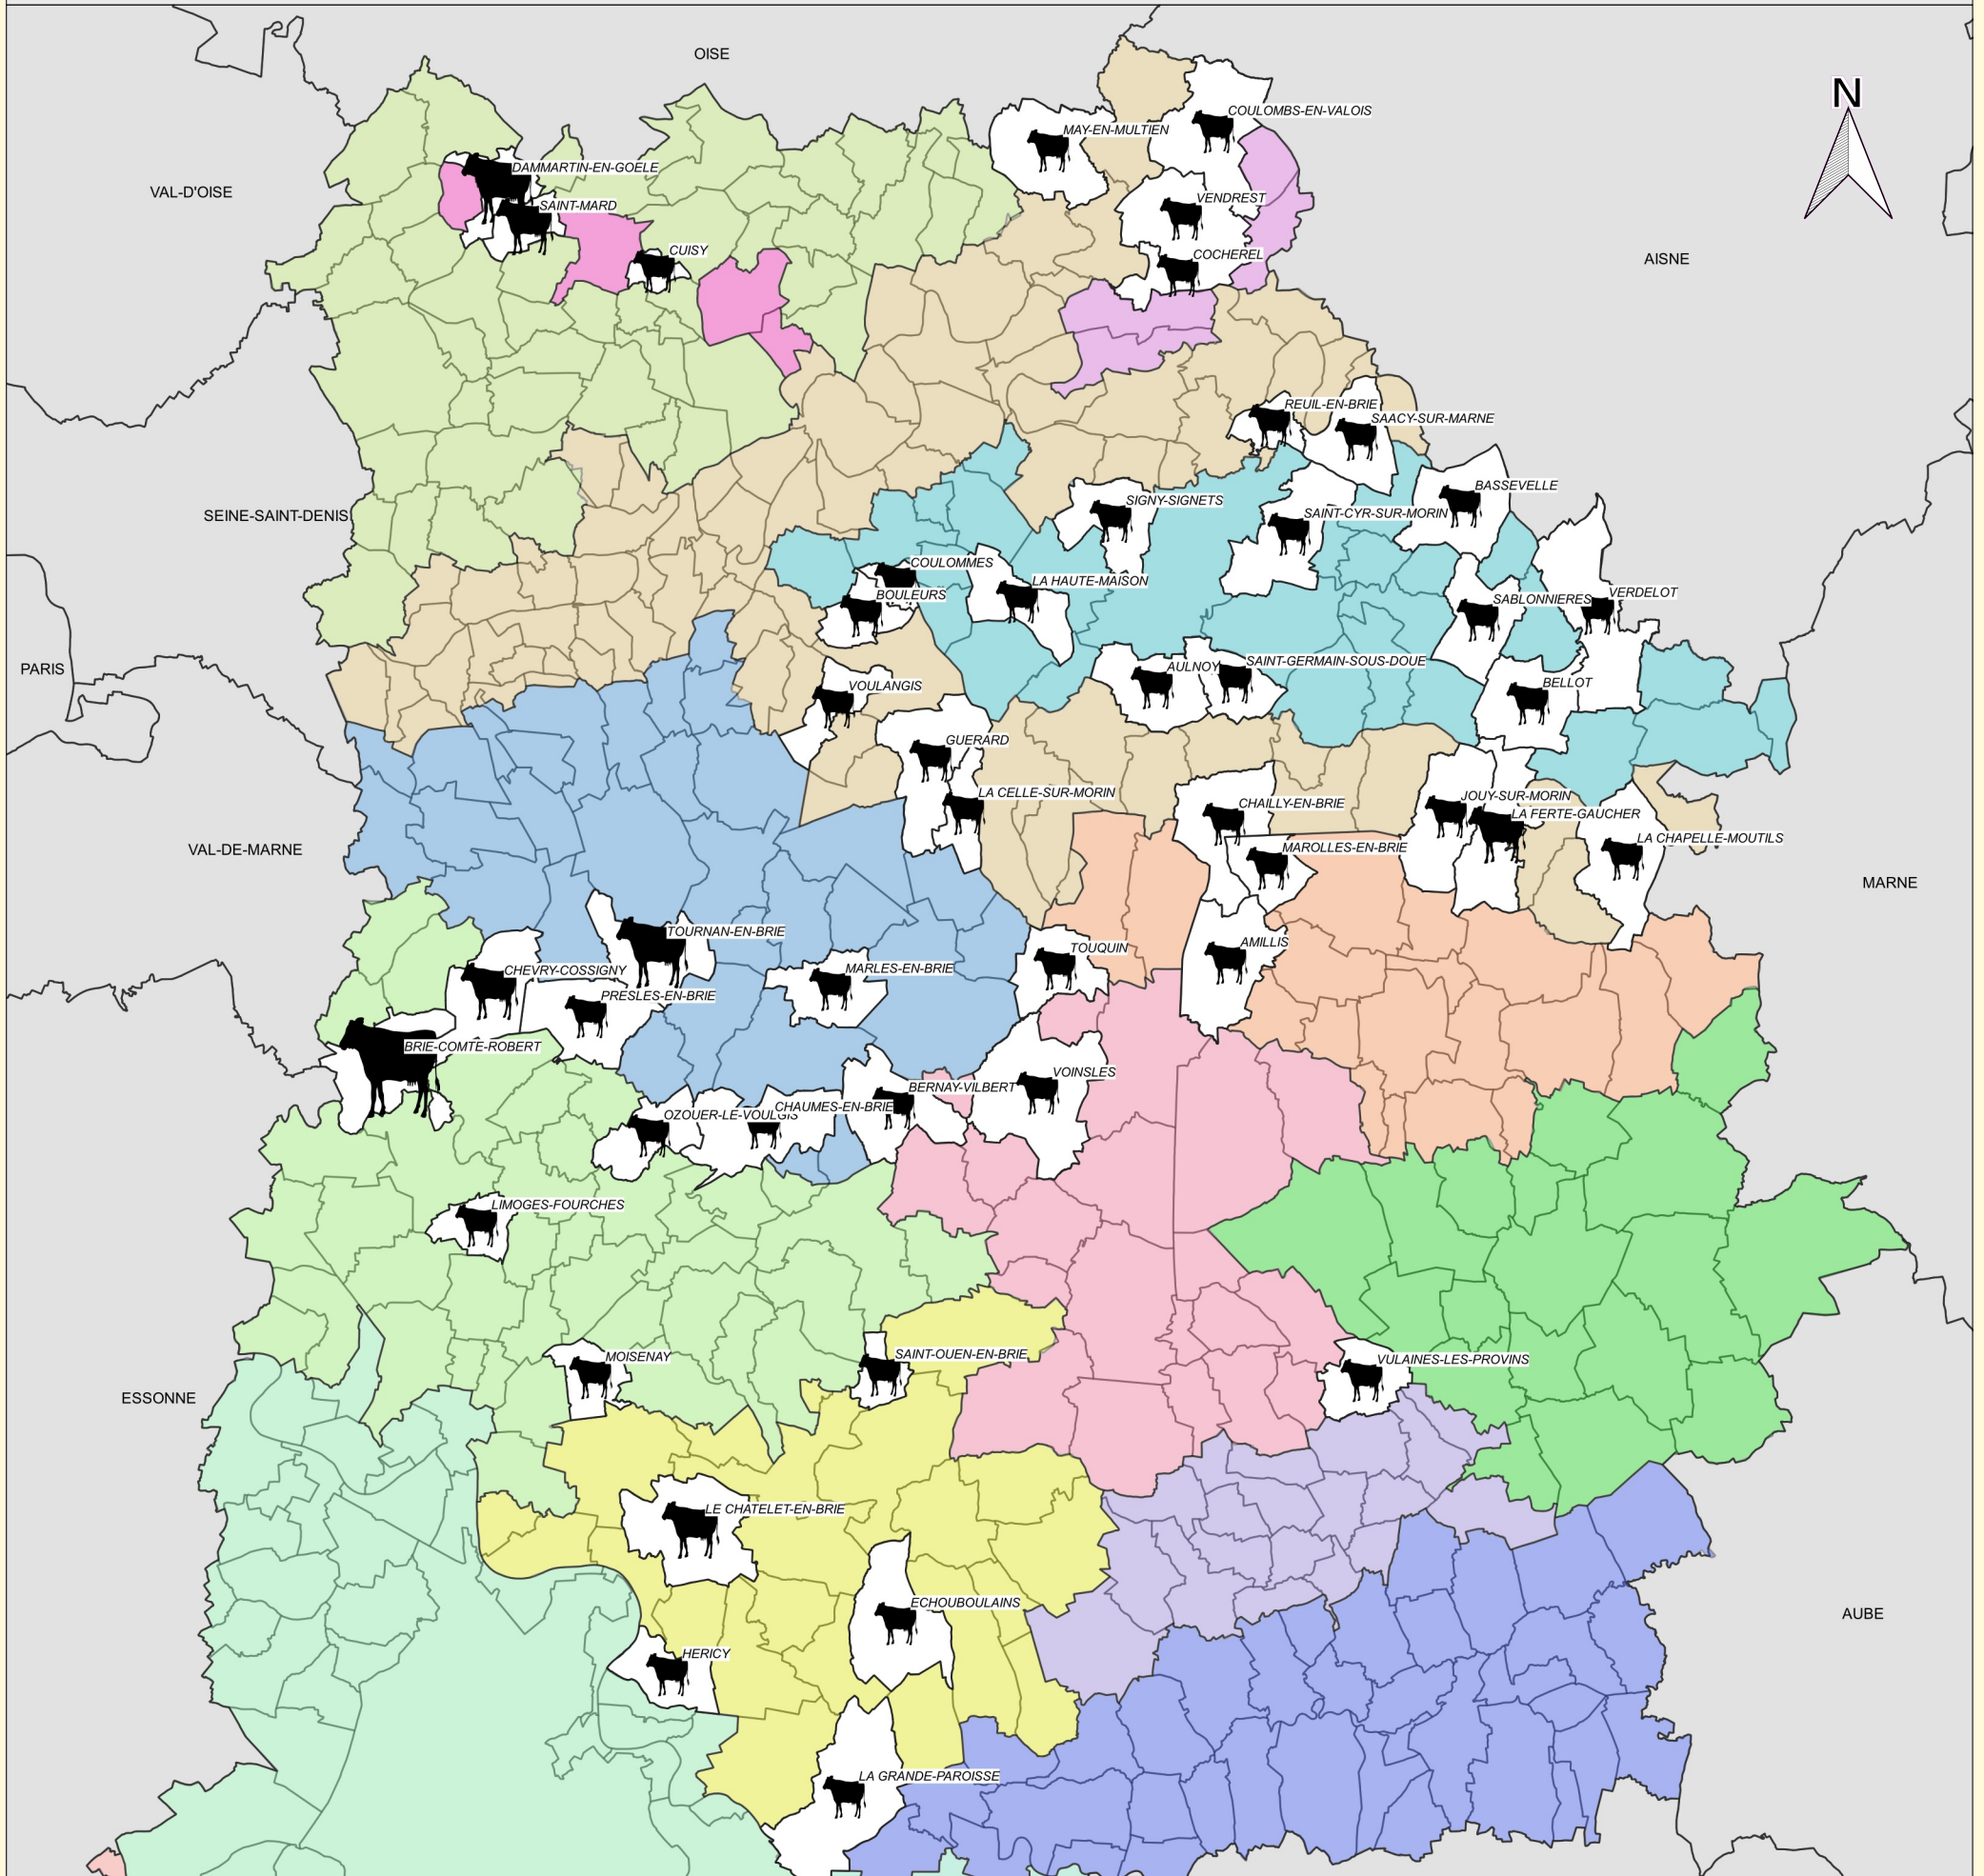 OISE
N
COULOMBS-EN-VALOIS
MAY-EN-MULTIEN
DAMMARTIN-EN-GOELE
VAL-D'OISE
VENDREST
SAINT-MARD
CUISY
COCHEREL
AISNE
REUIL-EN-BRIE
SAACY-SUR-MARNE
BASSEVELLE
SIGNY-SIGNETS
SEINE-SAINT-DENIS
SAINT-CYR-SUR-MORIN
COULOMMES
LA HAUTE-MAISON
BOULEURS
VERDELOT
SABLONNIERES
PARIS
AULNOY
SAINT-GERMAIN-SOUS-DOUE
BELLOT
VOULANGIS
GUERARD
LA CELLE-SUR-MORIN
JOUY-SUR-MORIN
CHAILLY-EN-BRIE
LA FERTE-GAUCHER
LA CHAPELLE-MOUTILS
VAL-DE-MARNE
MAROLLES-EN-BRIE
MARNE
TOURNAN-EN-BRIE
AMILLIS
TOUQUIN
CHEVRY-COSSIGNY
MARLES-EN-BRIE
PRESLES-EN-BRIE
BRIE-COMTE-ROBERT
VOINSLES
BERNAY-VILBERT
CHAUMES-EN-BRIE
OZOUER-LE-VOULGIS
LIMOGES-FOURCHES
SAINT-OUEN-EN-BRIE
MOISENAY
VULAINES-LES-PROVINS
ESSONNE
LE CHATELET-EN-BRIE
ECHOUBOULAINS
AUBE
HERICY
LA GRANDE-PAROISSE